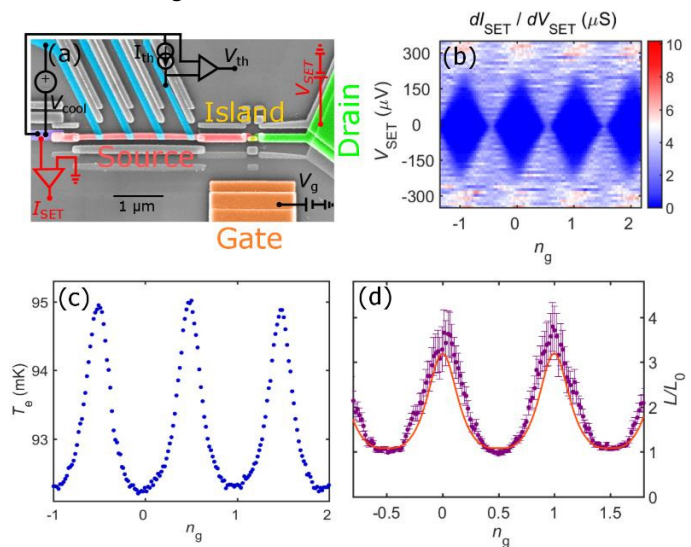 (a)
I_th
V_th
V_cool
V_SET
Island
Source
Drain
I_SET
1 μm
V_g
Gate
dI_SET / dV_SET (μS)
(b)
V_SET (μV)
300
150
0
-150
-300
-1
0
1
2
n_g
10
8
6
4
2
0
(c)
T_e (mK)
95
94
93
-1
0
1
2
n_g
(d)
L/L_0
4
3
2
1
0
-0.5
0
0.5
1
1.5
n_g